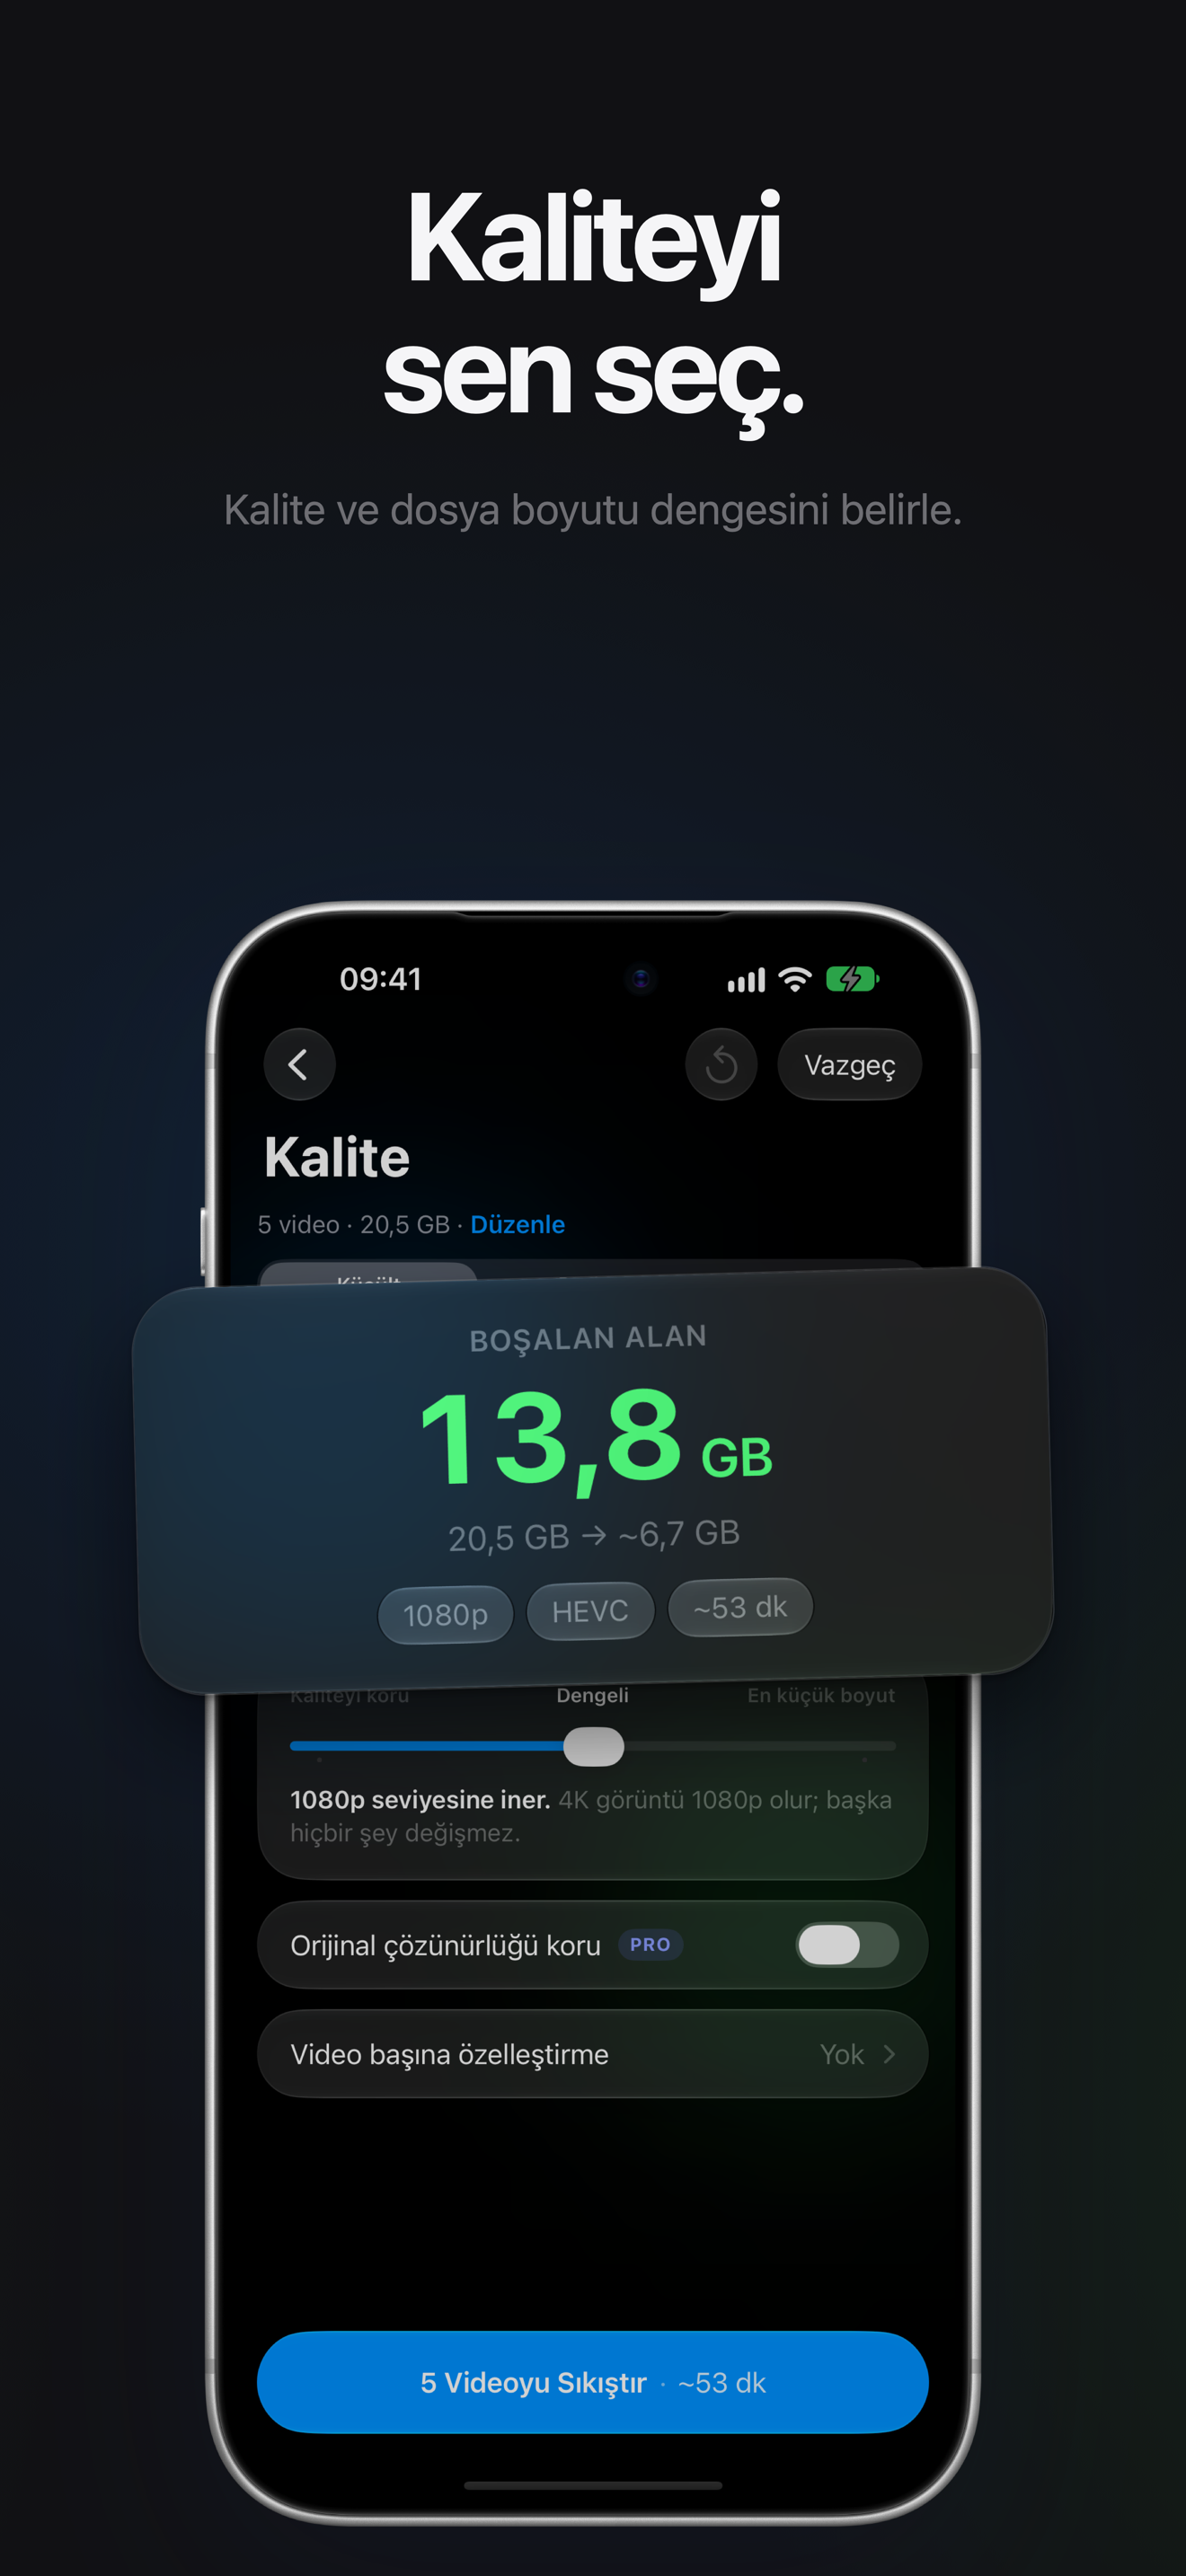 Kaliteyi
sen seç.
Kalite ve dosya boyutu dengesini belirle.
09:41
Vazgeç
Kalite
5 video · 20,5 GB · Düzenle
BOŞALAN ALAN
13,8 GB
20,5 GB → ~6,7 GB
1080p HEVC ~53 dk
Kaliteyi koru Dengeli En küçük boyut
1080p seviyesine iner. 4K görüntü 1080p olur; başka
hiçbir şey değişmez.
Orijinal çözünürlüğü koru PRO
Video başına özelleştirme Yok
5 Videoyu Sıkıştır · ~53 dk